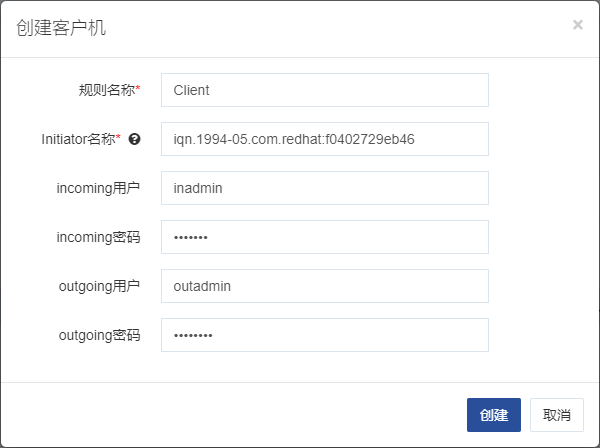 创建客户机 ×
规则名称* Client
Initiator名称* iqn.1994-05.com.redhat:f0402729eb46
incoming用户 inadmin
incoming密码 •••••••
outgoing用户 outadmin
outgoing密码 ••••••••
创建 取消